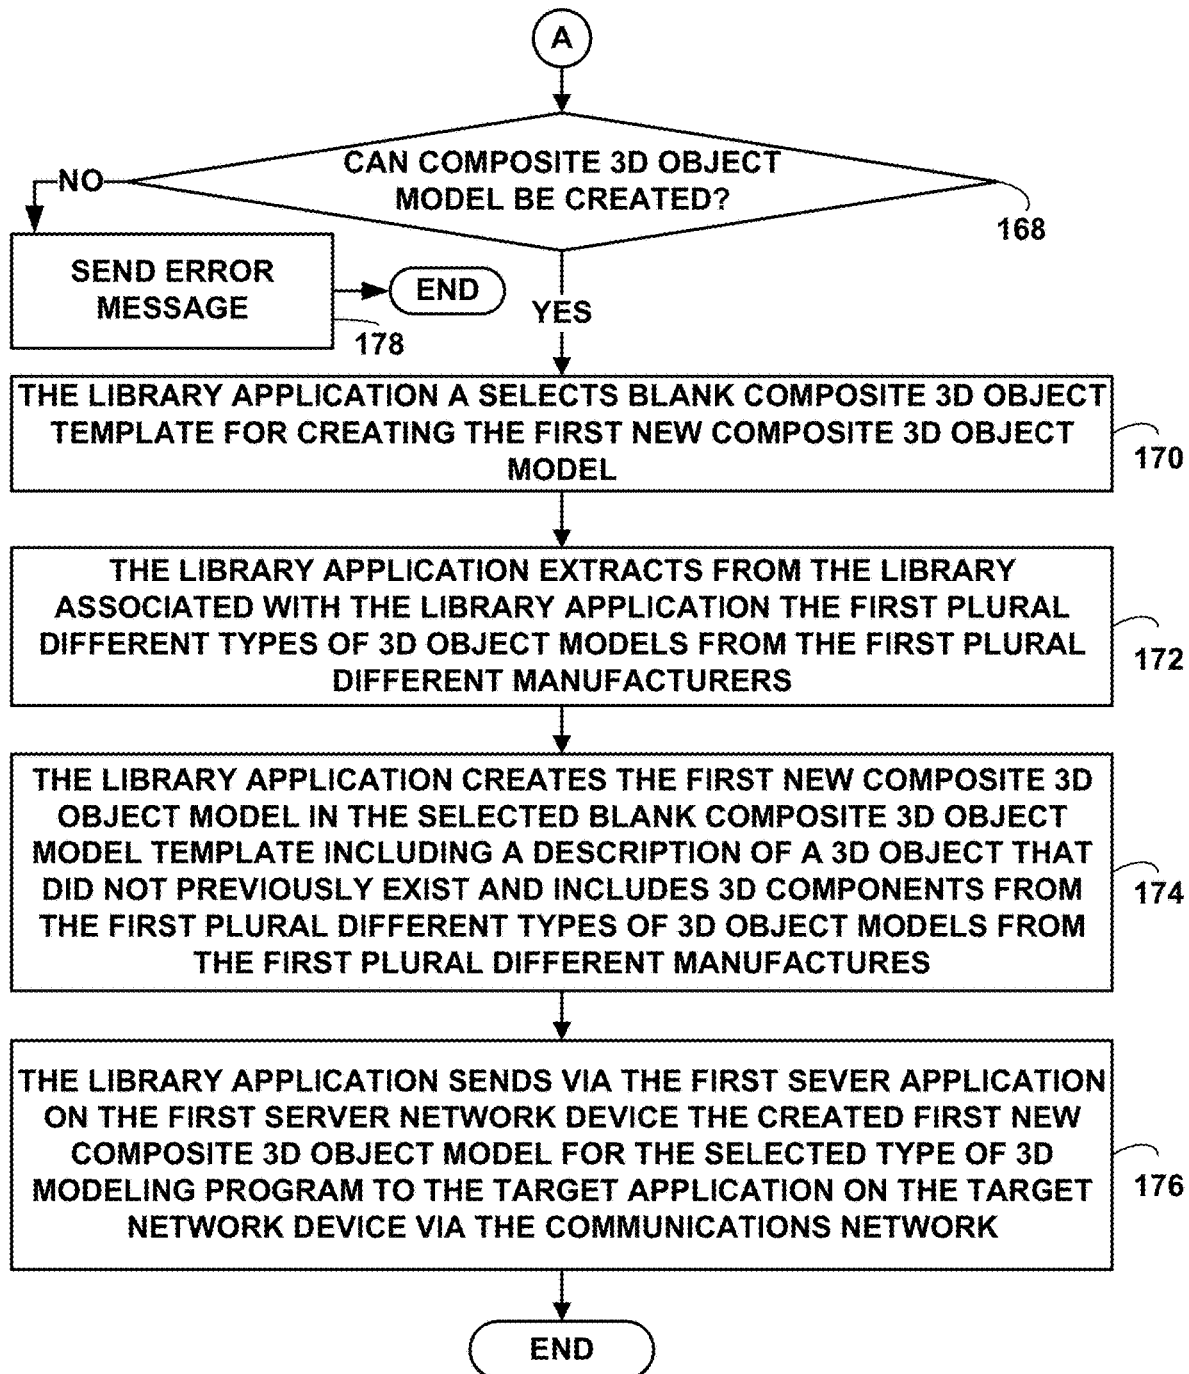 A
CAN COMPOSITE 3D OBJECT
MODEL BE CREATED?
NO
168
SEND ERROR
MESSAGE
END
YES
178
THE LIBRARY APPLICATION A SELECTS BLANK COMPOSITE 3D OBJECT
TEMPLATE FOR CREATING THE FIRST NEW COMPOSITE 3D OBJECT
MODEL
170
THE LIBRARY APPLICATION EXTRACTS FROM THE LIBRARY
ASSOCIATED WITH THE LIBRARY APPLICATION THE FIRST PLURAL
DIFFERENT TYPES OF 3D OBJECT MODELS FROM THE FIRST PLURAL
DIFFERENT MANUFACTURERS
172
THE LIBRARY APPLICATION CREATES THE FIRST NEW COMPOSITE 3D
OBJECT MODEL IN THE SELECTED BLANK COMPOSITE 3D OBJECT
MODEL TEMPLATE INCLUDING A DESCRIPTION OF A 3D OBJECT THAT
DID NOT PREVIOUSLY EXIST AND INCLUDES 3D COMPONENTS FROM
THE FIRST PLURAL DIFFERENT TYPES OF 3D OBJECT MODELS FROM
THE FIRST PLURAL DIFFERENT MANUFACTURES
174
THE LIBRARY APPLICATION SENDS VIA THE FIRST SEVER APPLICATION
ON THE FIRST SERVER NETWORK DEVICE THE CREATED FIRST NEW
COMPOSITE 3D OBJECT MODEL FOR THE SELECTED TYPE OF 3D
MODELING PROGRAM TO THE TARGET APPLICATION ON THE TARGET
NETWORK DEVICE VIA THE COMMUNICATIONS NETWORK
176
END